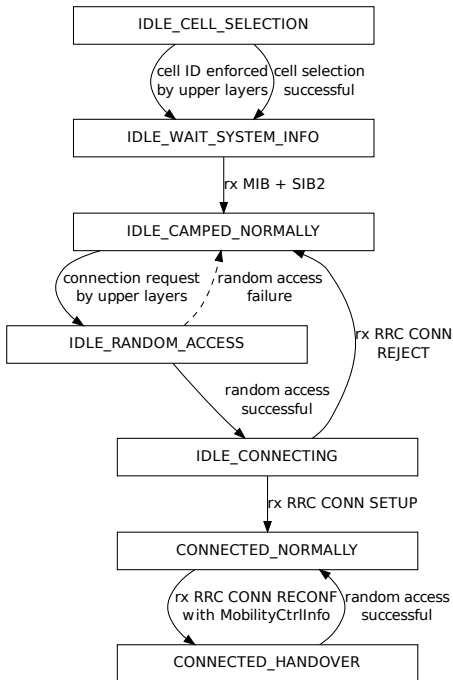 IDLE_CELL_SELECTION
cell ID enforced
by upper layers
cell selection
successful
IDLE_WAIT_SYSTEM_INFO
rx MIB + SIB2
IDLE_CAMPED_NORMALLY
connection request
by upper layers
random access
failure
IDLE_RANDOM_ACCESS
rx RRC CONN
REJECT
random access
successful
IDLE_CONNECTING
rx RRC CONN SETUP
CONNECTED_NORMALLY
rx RRC CONN RECONF
with MobilityCtrlInfo
random access
successful
CONNECTED_HANDOVER